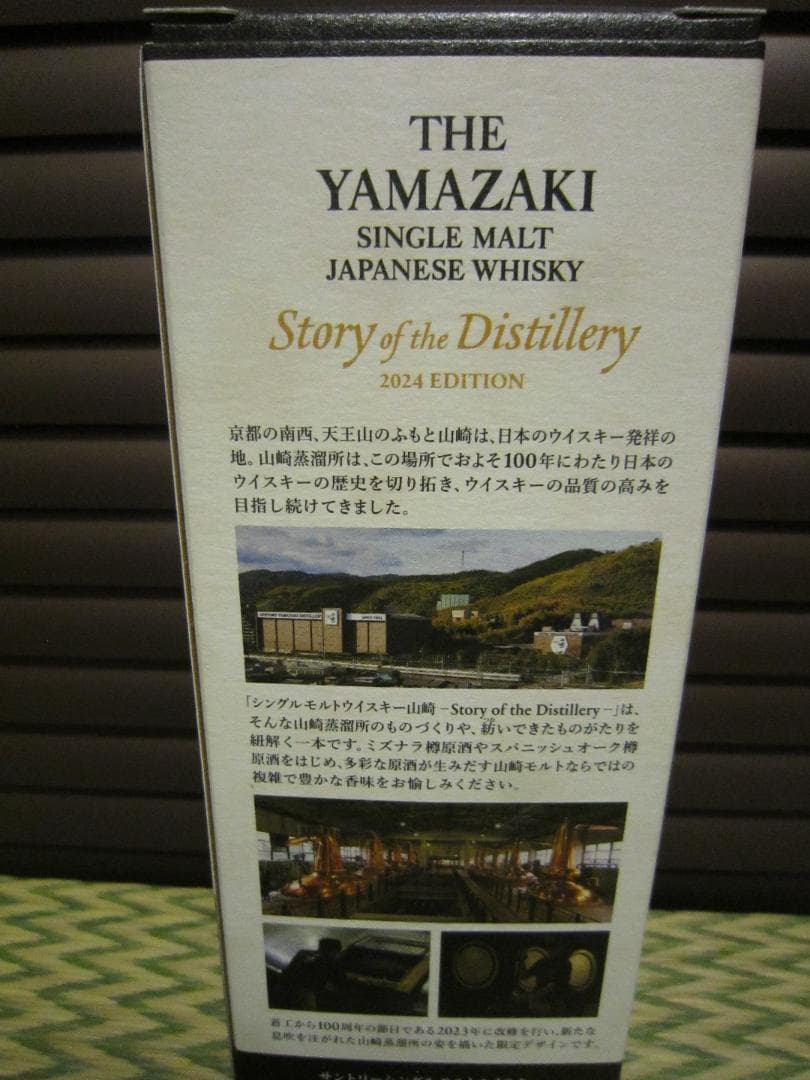 THE
YAMAZAKI
SINGLE MALT
JAPANESE WHISKY
Story of the Distillery
2024 EDITION
京都の南西、天王山のふもと山崎は、日本のウイスキー発祥の
地。山崎蒸溜所は、この場所でおよそ100年にわたり日本の
ウイスキーの歴史を切り拓き、ウイスキーの品質の高みを
目指し続けてきました。
SUNTORY YAMAZAKI DISTILLERY
「シングルモルトウイスキー山崎 −Story of the Distillery−」は、
そんな山崎蒸溜所のものづくりや、紡いできたものがたりを
紐解く一本です。ミズナラ樽原酒やスパニッシュオーク樽
原酒をはじめ、多彩な原酒が生みだす山崎モルトならではの
複雑で豊かな香味をお愉しみください。
着工から100周年の節目である2023年に改修を行い、新たな
息吹を注がれた山崎蒸溜所の姿を描いた限定デザインです。